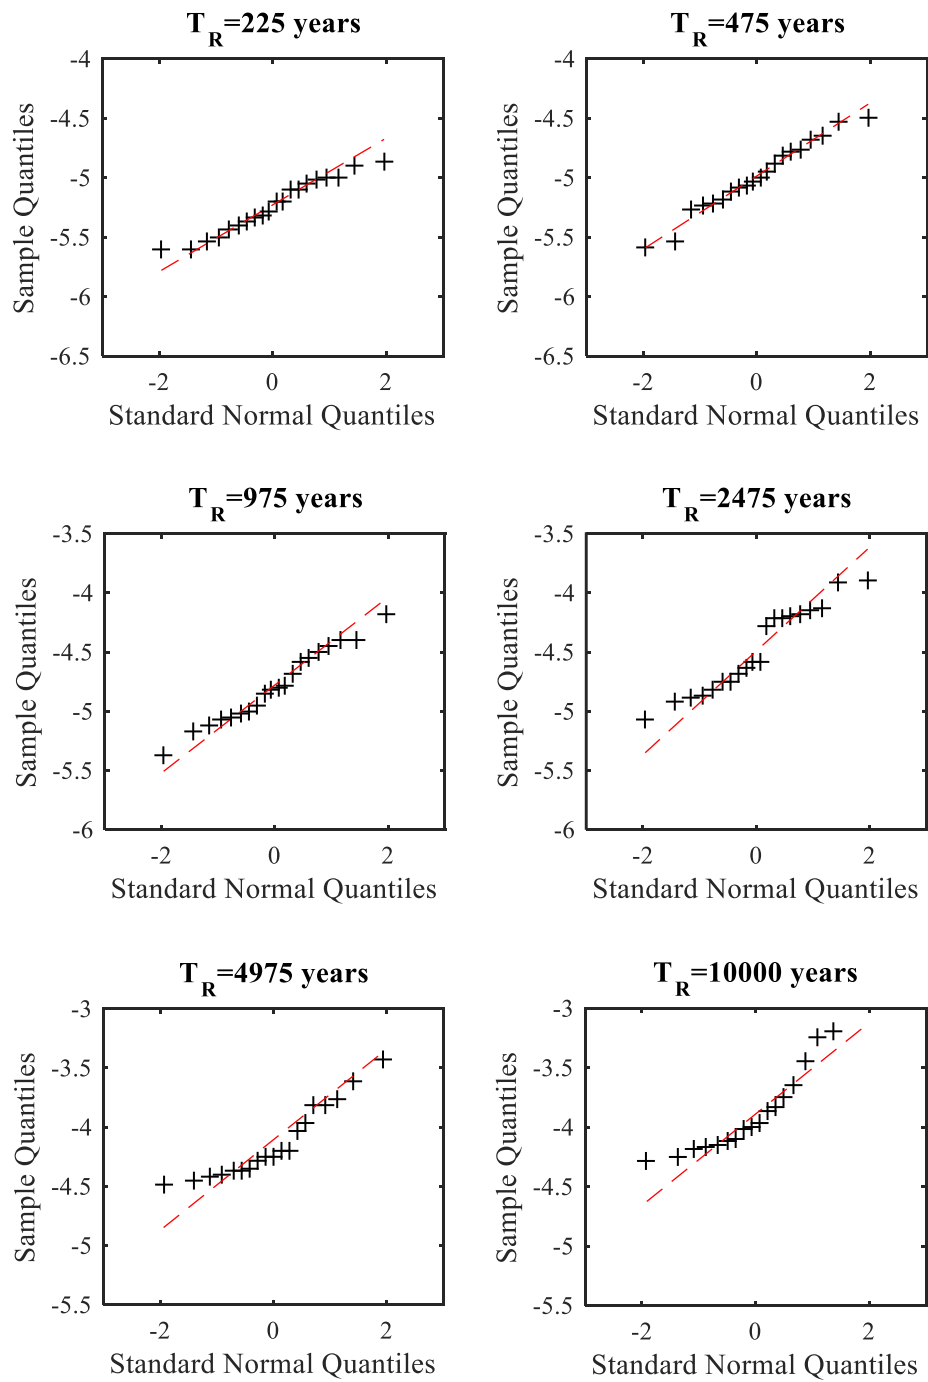 T_R=225 years
-4
-4.5
-5
-5.5
-6
-6.5
Sample Quantiles
-2 0 2
Standard Normal Quantiles
T_R=475 years
-4
-4.5
-5
-5.5
-6
-6.5
Sample Quantiles
-2 0 2
Standard Normal Quantiles
T_R=975 years
-3.5
-4
-4.5
-5
-5.5
-6
Sample Quantiles
-2 0 2
Standard Normal Quantiles
T_R=2475 years
-3.5
-4
-4.5
-5
-5.5
-6
Sample Quantiles
-2 0 2
Standard Normal Quantiles
T_R=4975 years
-3
-3.5
-4
-4.5
-5
-5.5
Sample Quantiles
-2 0 2
Standard Normal Quantiles
T_R=10000 years
-3
-3.5
-4
-4.5
-5
-5.5
Sample Quantiles
-2 0 2
Standard Normal Quantiles